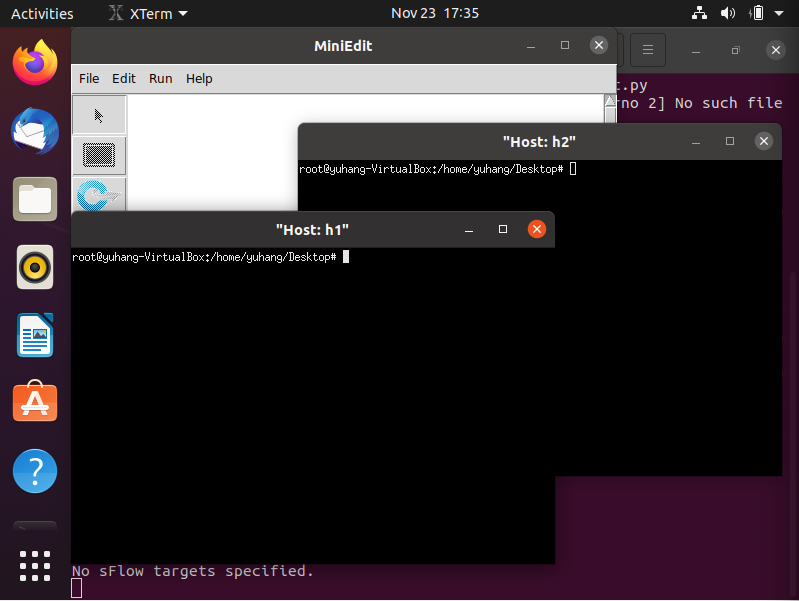 Activities XTerm Nov 23 17:35
MiniEdit
File Edit Run Help
t.py
rno 2] No such file
"Host: h2"
root@yuhang-VirtualBox:/home/yuhang/Desktop#
"Host: h1"
root@yuhang-VirtualBox:/home/yuhang/Desktop#
?
No sFlow targets specified.